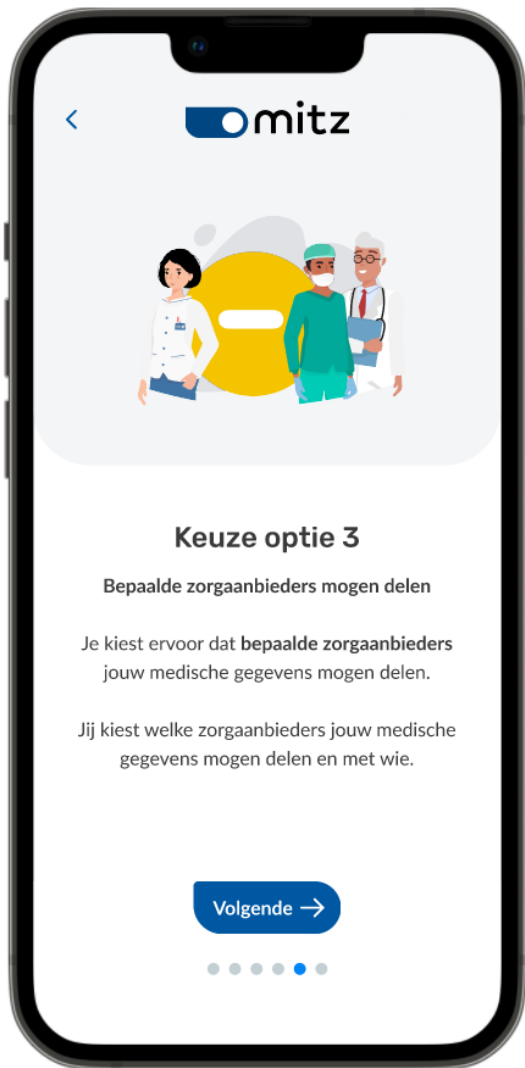 mitz
Keuze optie 3
Bepaalde zorgaanbieders mogen delen
Je kiest ervoor dat bepaalde zorgaanbieders
jouw medische gegevens mogen delen.
Jij kiest welke zorgaanbieders jouw medische
gegevens mogen delen en met wie.
Volgende